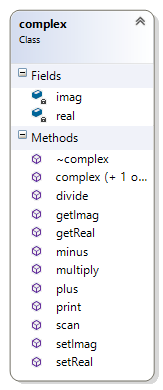 complex
Class
Fields
imag
real
Methods
~complex
complex (+ 1 o...
divide
getImag
getReal
minus
multiply
plus
print
scan
setImag
setReal